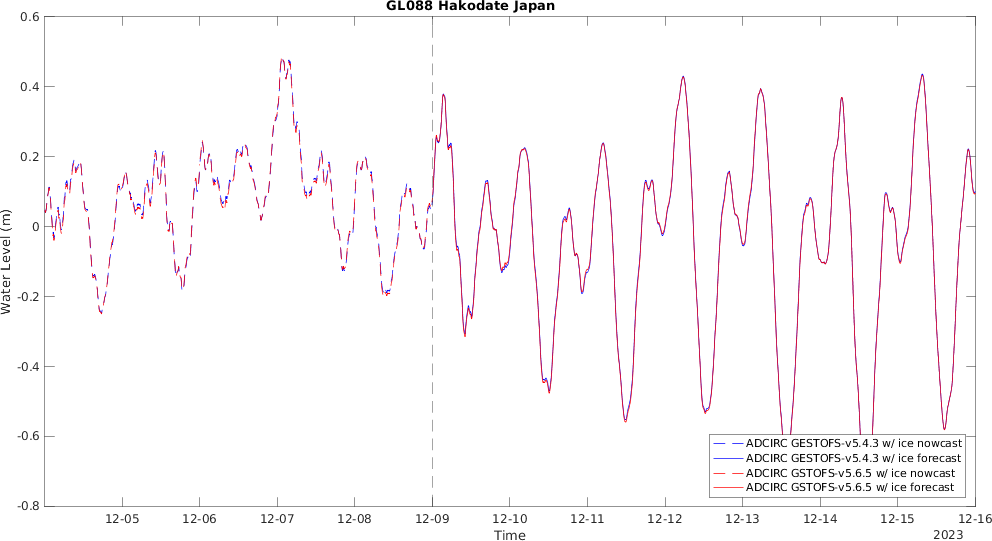 GL088 Hakodate Japan
0.6
0.4
0.2
0
-0.2
-0.4
-0.6
-0.8
Water Level (m)
ADCIRC GESTOFS-v5.4.3 w/ ice nowcast
ADCIRC GESTOFS-v5.4.3 w/ ice forecast
ADCIRC GSTOFS-v5.6.5 w/ ice nowcast
ADCIRC GSTOFS-v5.6.5 w/ ice forecast
12-05 12-06 12-07 12-08 12-09 12-10 12-11 12-12 12-13 12-14 12-15 12-16
Time
2023